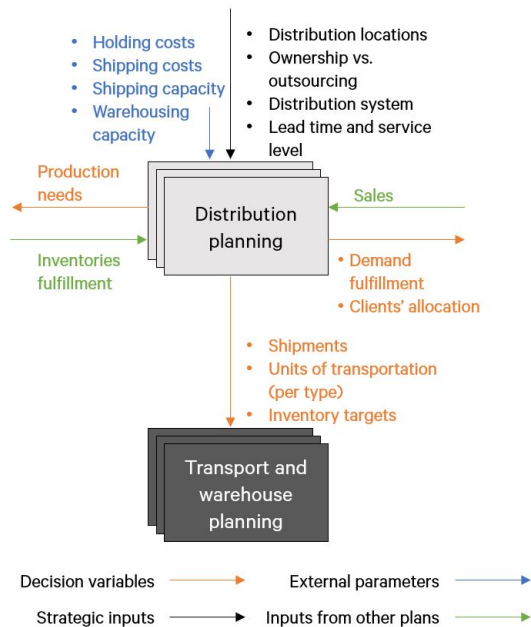 • Holding costs
• Shipping costs
• Shipping capacity
• Warehousing
capacity
• Distribution locations
• Ownership vs.
outsourcing
• Distribution system
• Lead time and service
level
Production
needs
Distribution
planning
Sales
Inventories
fulfillment
• Demand
fulfillment
• Clients' allocation
• Shipments
• Units of transportation
(per type)
• Inventory targets
Transport and
warehouse
planning
Decision variables
External parameters
Strategic inputs
Inputs from other plans